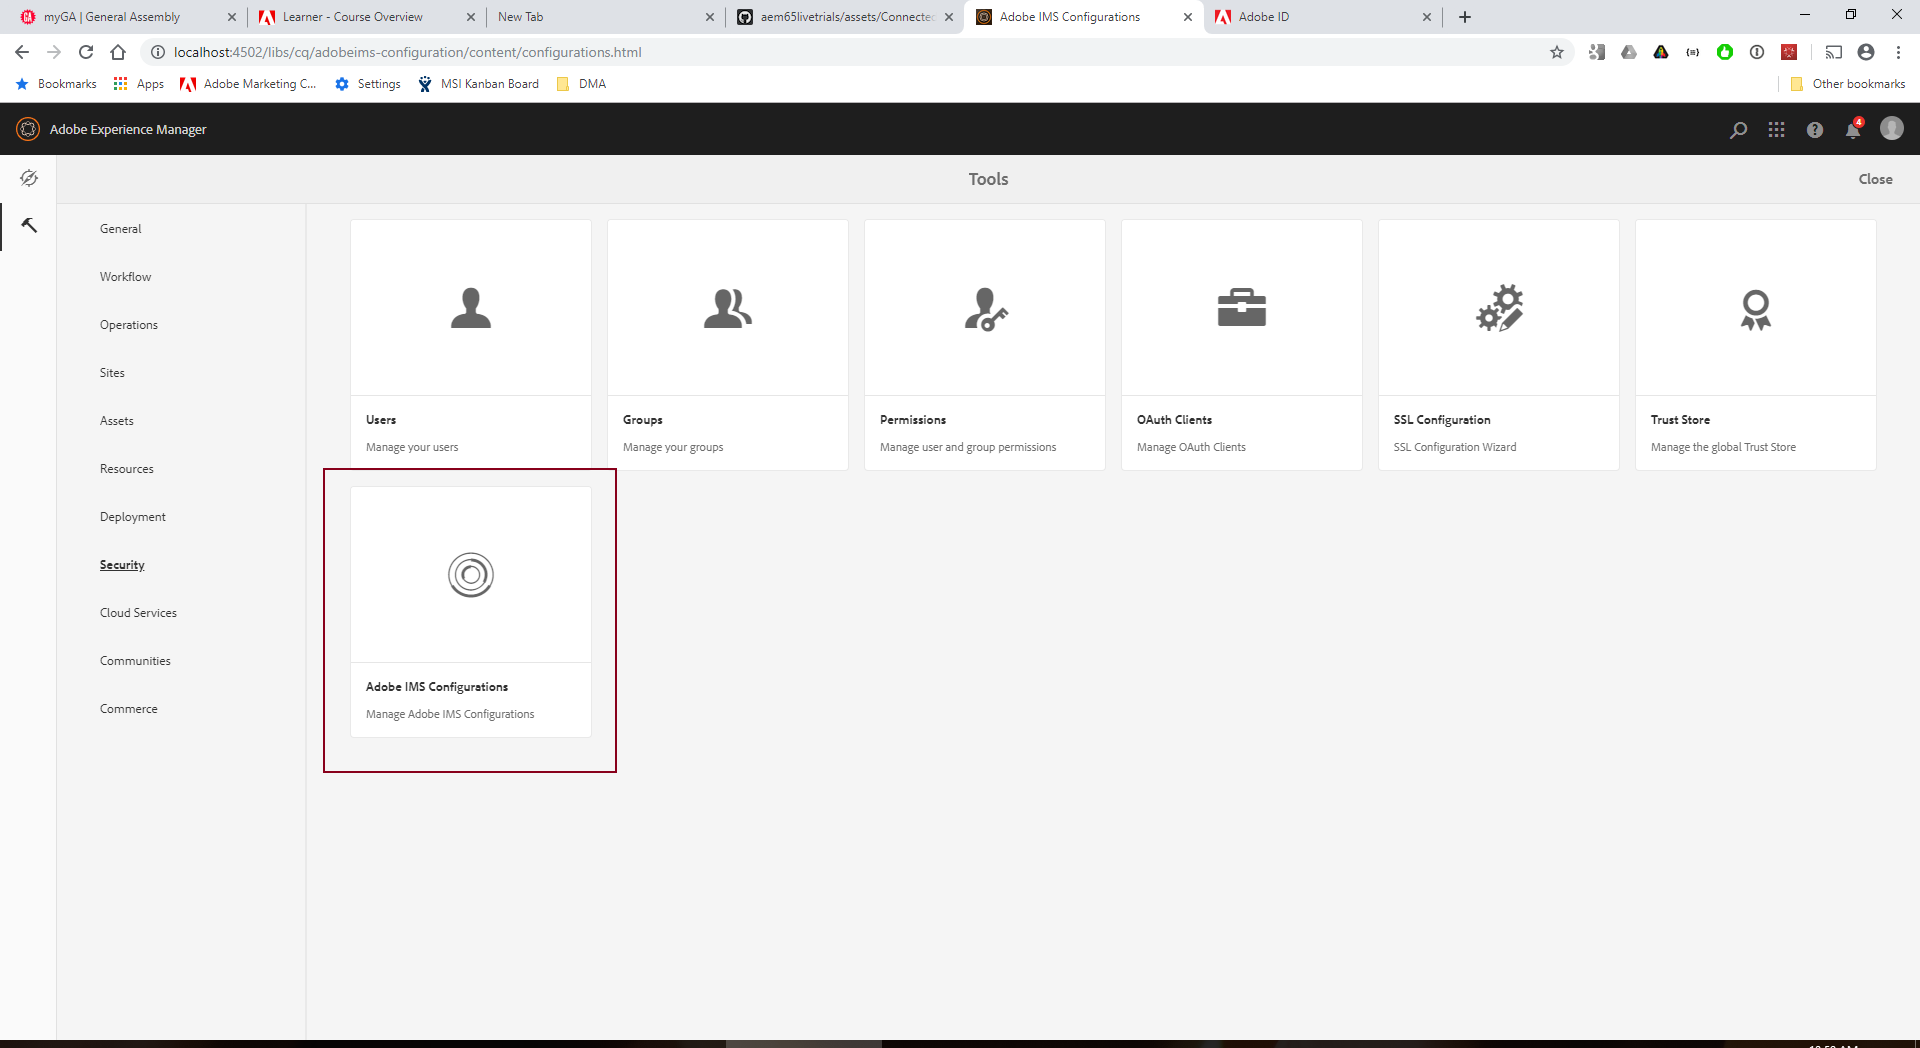 myGA | General Assembly
Learner - Course Overview
New Tab
aem65livetrials/assets/Connected
Adobe IMS Configurations
Adobe ID
localhost:4502/libs/cq/adobeims-configuration/content/configurations.html
Bookmarks
Apps
Adobe Marketing C...
Settings
MSI Kanban Board
DMA
Other bookmarks
Adobe Experience Manager
4
Tools
Close
General
Workflow
Operations
Sites
Assets
Resources
Deployment
Security
Cloud Services
Communities
Commerce
Users
Manage your users
Groups
Manage your groups
Permissions
Manage user and group permissions
OAuth Clients
Manage OAuth Clients
SSL Configuration
SSL Configuration Wizard
Trust Store
Manage the global Trust Store
Adobe IMS Configurations
Manage Adobe IMS Configurations